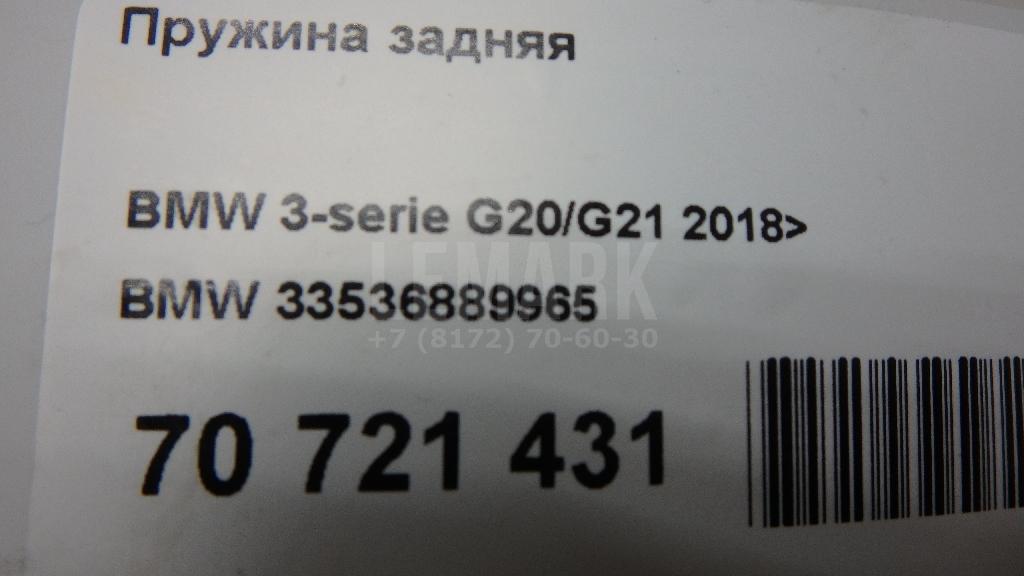 Пружина задняя
BMW 3-serie G20/G21 2018>
LEMARK
BMW 33536889965
+7 (8172) 70-60-30
70 721 431